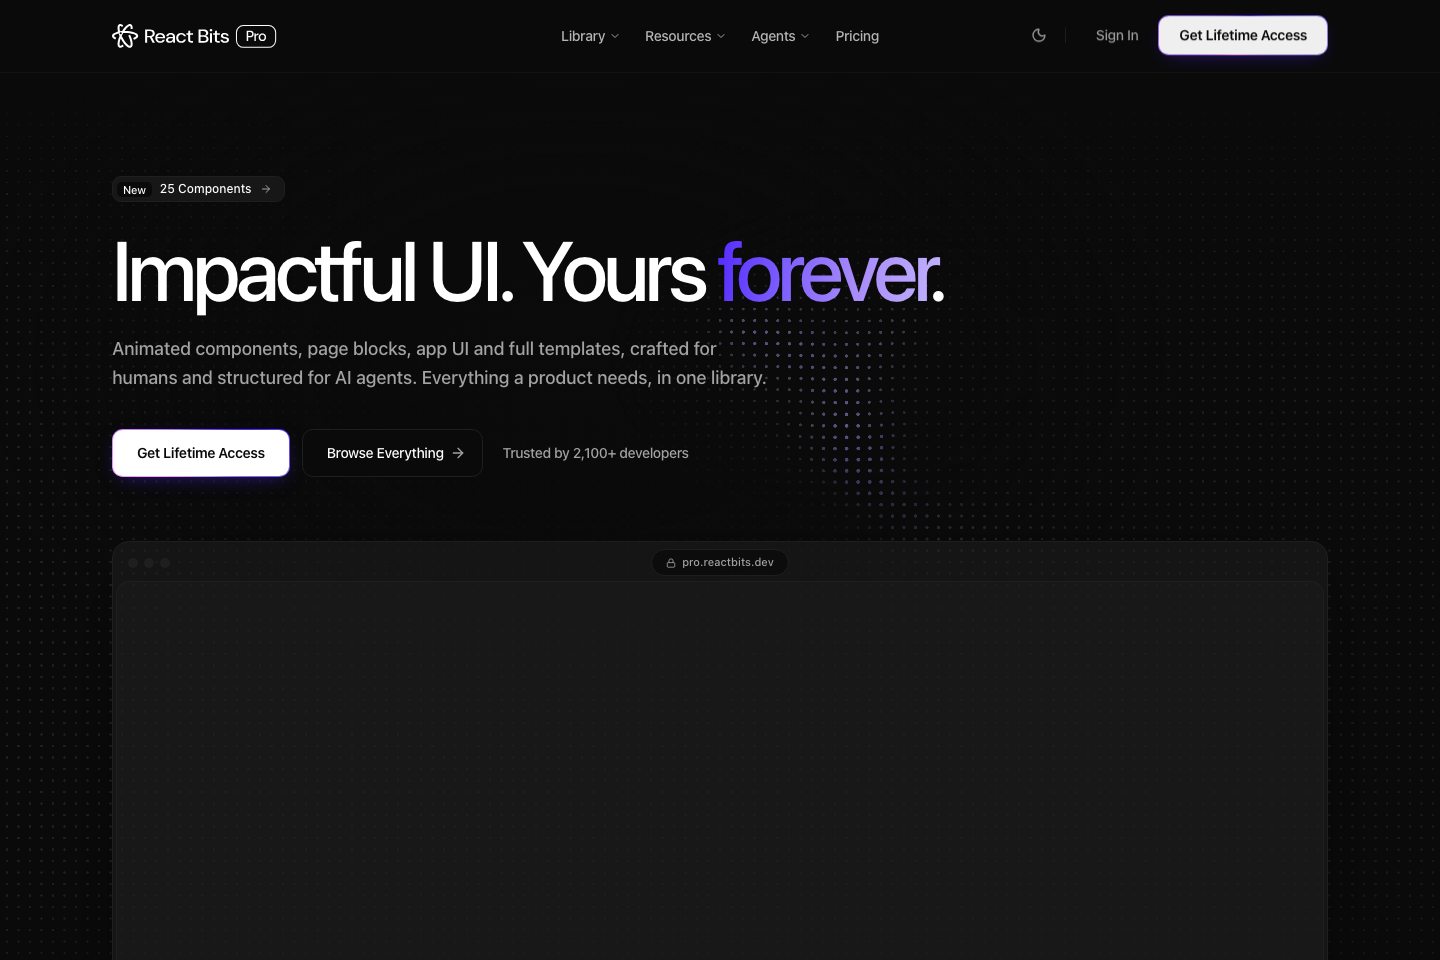 React Bits Pro
Library
Resources
Agents
Pricing
Sign In
Get Lifetime Access
New 25 Components
Impactful UI. Yours forever.
Animated components, page blocks, app UI and full templates, crafted for
humans and structured for AI agents. Everything a product needs, in one library.
Get Lifetime Access
Browse Everything
Trusted by 2,100+ developers
pro.reactbits.dev